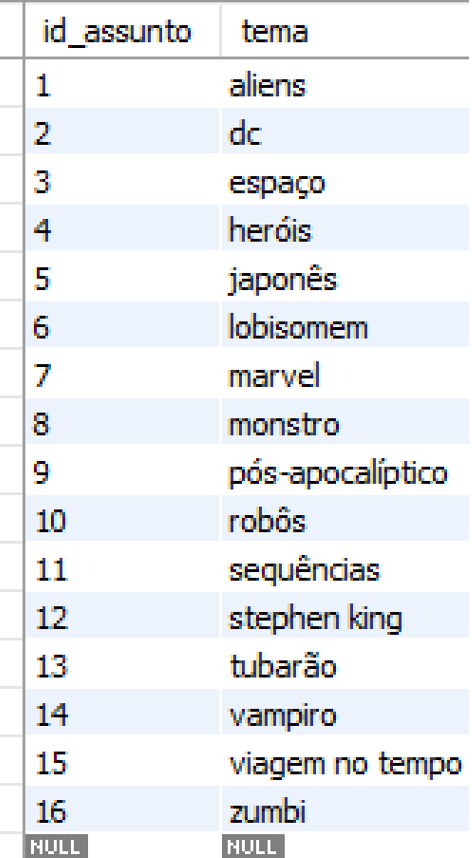 id_assunto tema
1 aliens
2 dc
3 espaço
4 heróis
5 japonês
6 lobisomem
7 marvel
8 monstro
9 pós-apocalíptico
10 robôs
11 sequências
12 stephen king
13 tubarão
14 vampiro
15 viagem no tempo
16 zumbi
NULL NULL